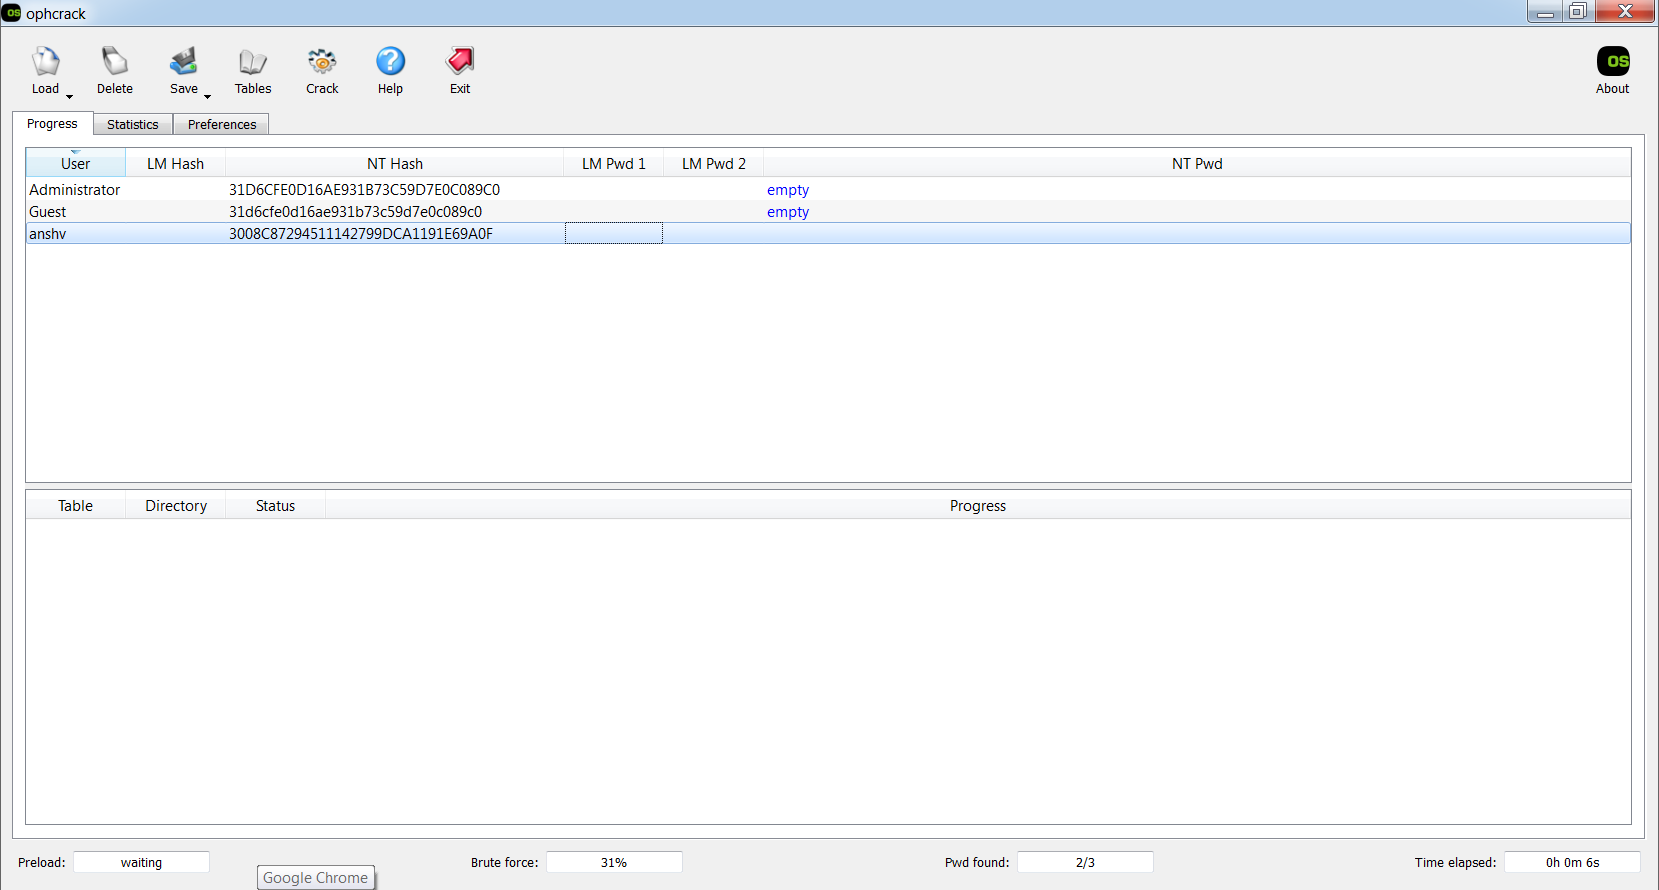 os ophcrack
Load Delete Save Tables Crack Help Exit
OS
About
Progress Statistics Preferences
User LM Hash NT Hash LM Pwd 1 LM Pwd 2 NT Pwd
Administrator 31D6CFE0D16AE931B73C59D7E0C089C0 empty
Guest 31d6cfe0d16ae931b73c59d7e0c089c0 empty
anshv 3008C87294511142799DCA1191E69A0F
Table Directory Status Progress
Preload: waiting Brute force: 31% Pwd found: 2/3 Time elapsed: 0h 0m 6s
Google Chrome